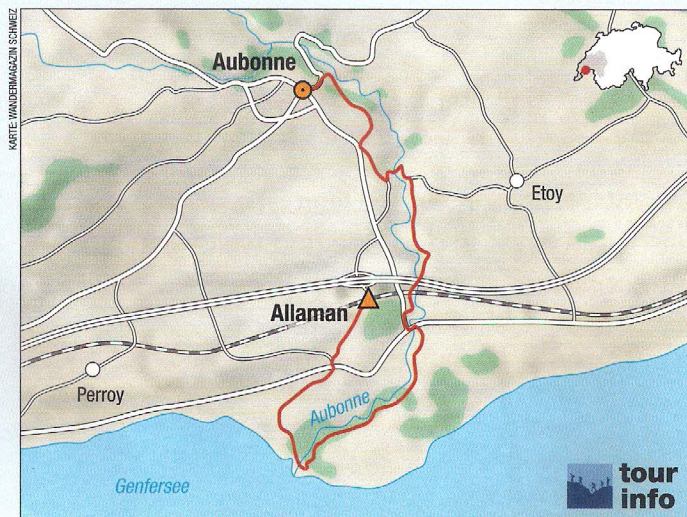 KARTE: WANDERMAGAZIN SCHWEIZ
Aubonne
Etoy
Allaman
Perroy
Aubonne
Genfersee
tour
info